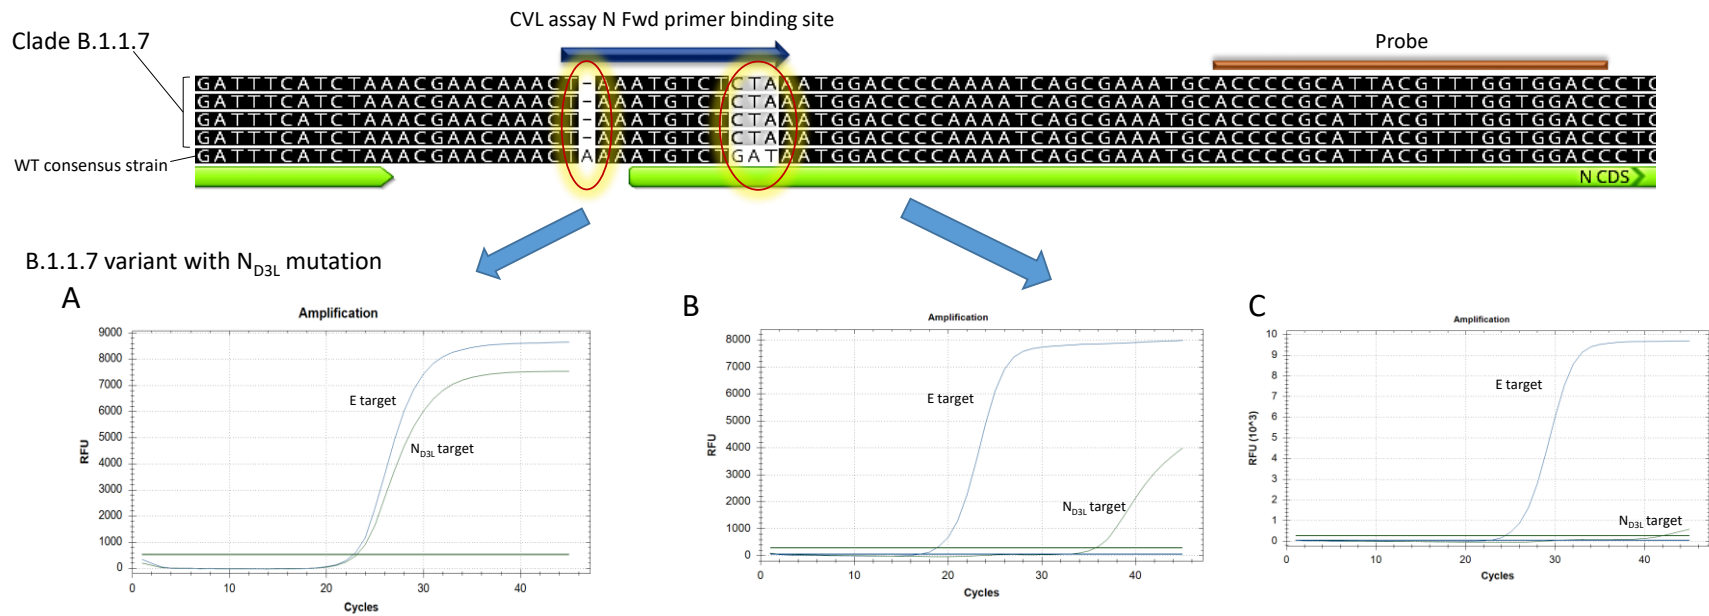 CVL assay N Fwd primer binding site
Clade B.1.1.7
Probe
GATTTCATCTAAACGAACAAACT-AAATGTCTCTAAATGGACCCCAAAATCAGCGAAATGCACCCCGCATTACGTTTGGTGGACCCTC
GATTTCATCTAAACGAACAAACT-AAATGTCTCTAAATGGACCCCAAAATCAGCGAAATGCACCCCGCATTACGTTTGGTGGACCCTC
GATTTCATCTAAACGAACAAACT-AAATGTCTCTAAATGGACCCCAAAATCAGCGAAATGCACCCCGCATTACGTTTGGTGGACCCTC
GATTTCATCTAAACGAACAAACT-AAATGTCTCTAAATGGACCCCAAAATCAGCGAAATGCACCCCGCATTACGTTTGGTGGACCCTC
WT consensus strain
GATTTCATCTAAACGAACAAACTAAAATGTCTGATAATGGACCCCAAAATCAGCGAAATGCACCCCGCATTACGTTTGGTGGACCCTC
N CDS
B.1.1.7 variant with N_D3L mutation
A
Amplification
9000
8000
7000
6000
5000
4000
3000
2000
1000
0
RFU
E target
N_D3L target
0 10 20 30 40
Cycles
B
Amplification
8000
7000
6000
5000
4000
3000
2000
1000
0
RFU
E target
N_D3L target
0 10 20 30 40
Cycles
C
Amplification
10
9
8
7
6
5
4
3
2
1
0
RFU (10^3)
E target
N_D3L target
0 10 20 30 40
Cycles